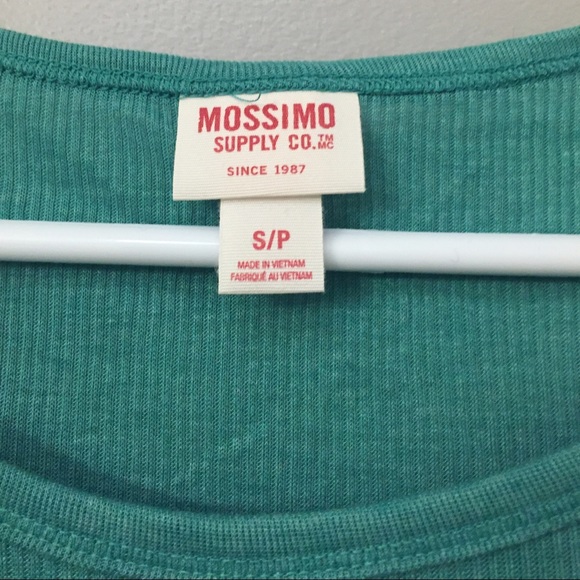 MOSSIMO
SUPPLY CO.™ MC
SINCE 1987
S/P
MADE IN VIETNAM
FABRIQUÉ AU VIETNAM